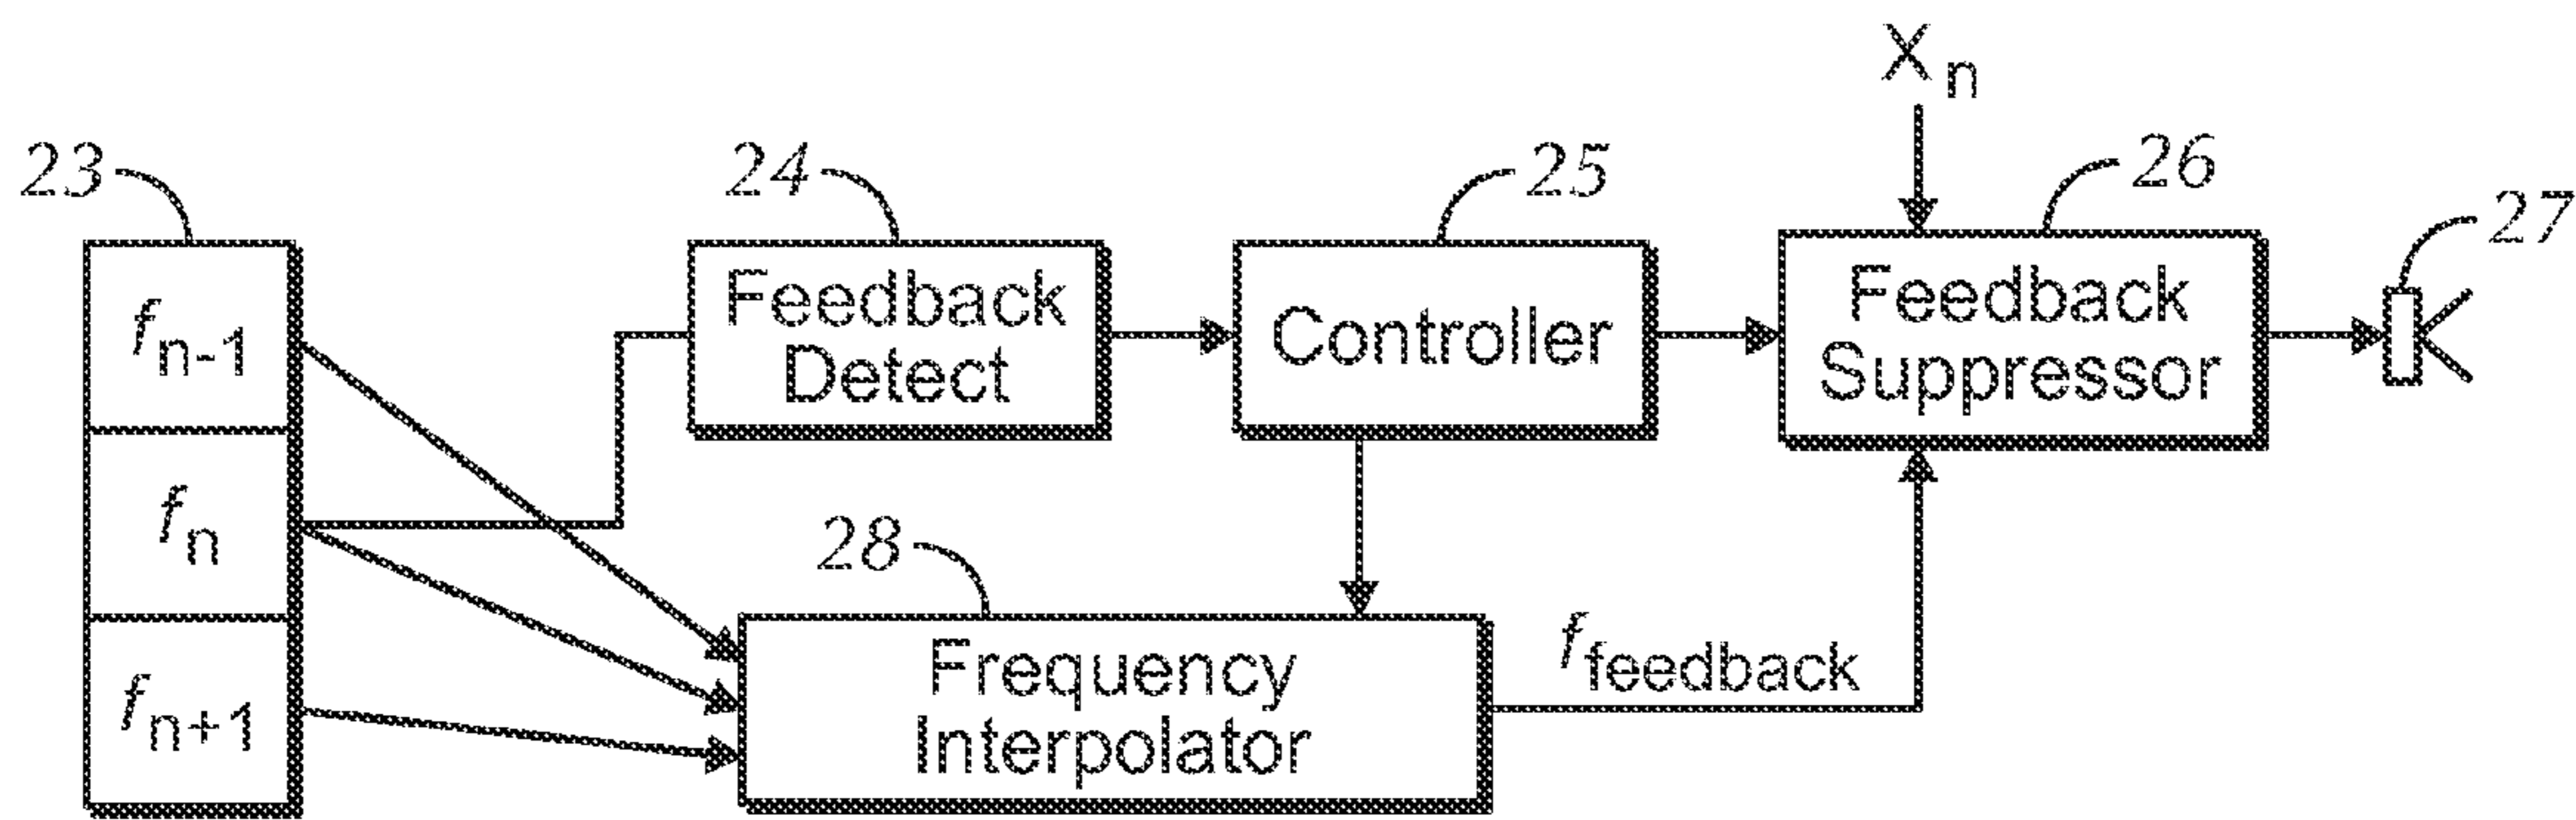 Xn
23
24
25
26
27
fn-1
Feedback
Detect
Controller
Feedback
Suppressor
fn
28
fn+1
Frequency
Interpolator
ffeedback